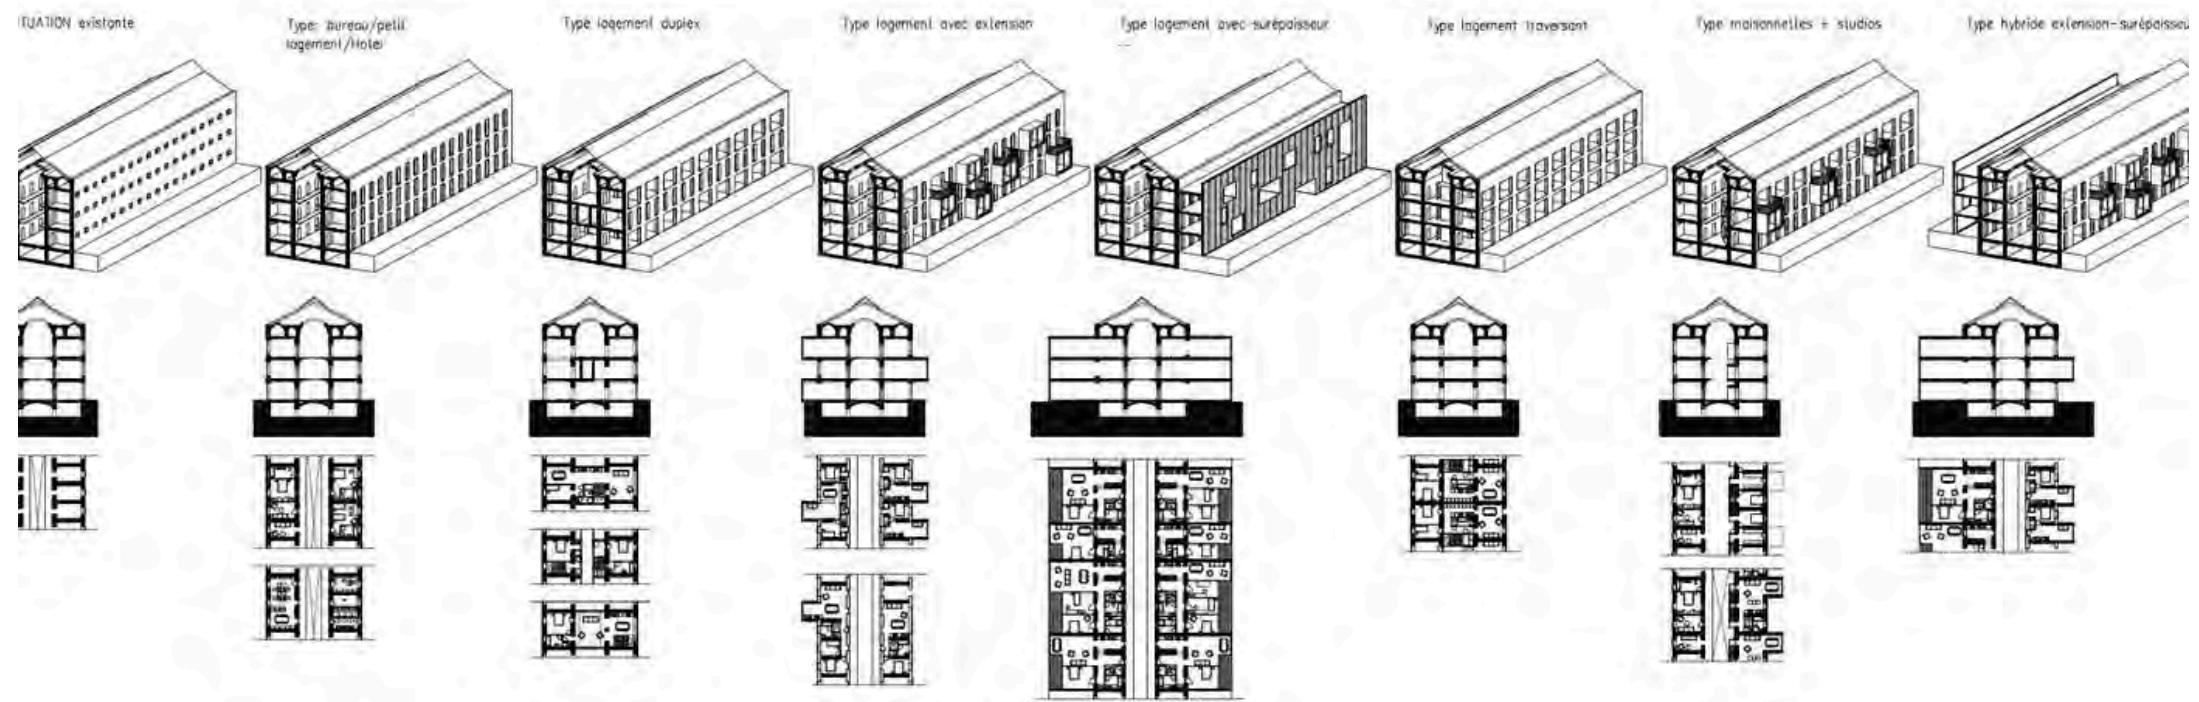 TUATION existante
Type: bureau/petit
logement/Hotel
Type logement duplex
Type logement avec extension
Type logement avec surépaisseur
Type logement traversant
Type maisonnettes + studios
Type hybride extension-surépaisseu